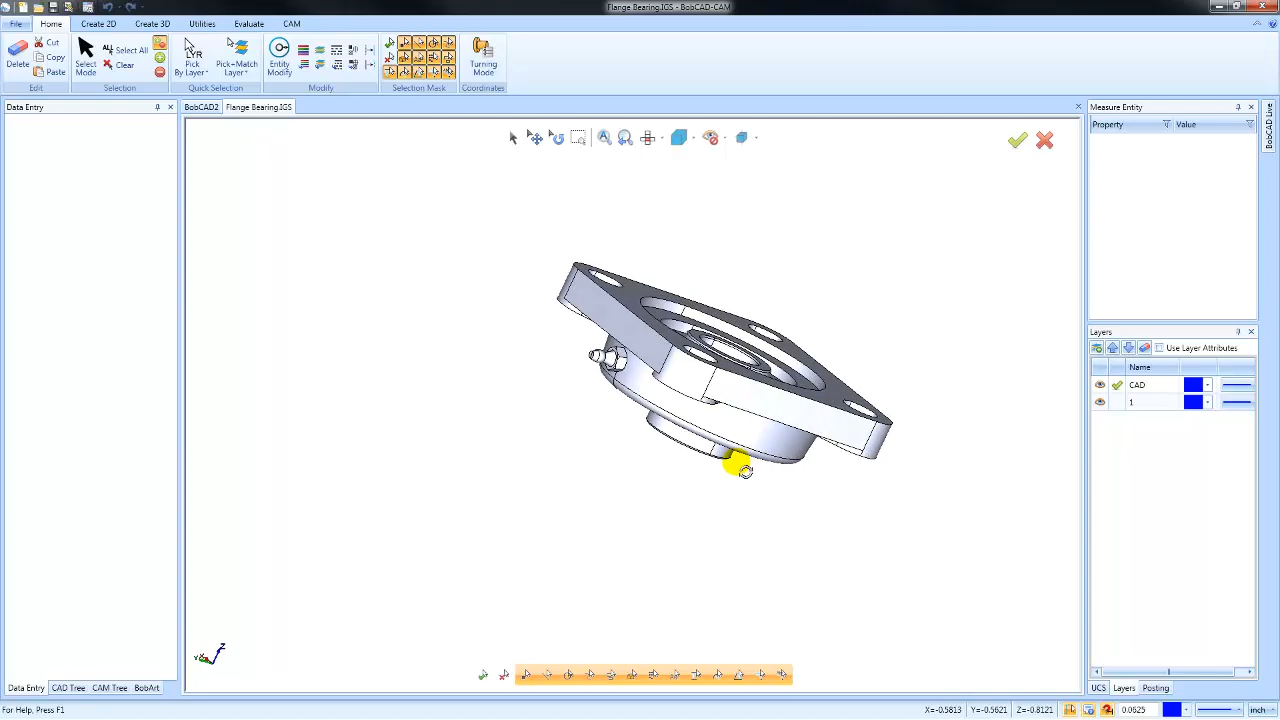 Flange Bearing.IGS - BobCAD-CAM
File Home Create 2D Create 3D Utilities Evaluate CAM
Delete Cut Copy Paste
Edit
Select Mode Select All Clear
Selection
LYR
Pick By Layer Pick-Match Layer
Quick Selection
Entity Modify
Modify
Selection Mask
Turning Mode
Coordinates
Data Entry
BobCAD2 Flange Bearing.IGS
Measure Entity
Property Value
BobCAD Live
Layers
Use Layer Attributes
Name
CAD
1
Z
Data Entry CAD Tree CAM Tree BobArt
UCS Layers Posting
For Help, Press F1
X=-0.5813 Y=-0.5621 Z=-0.8121 0.0625 inch